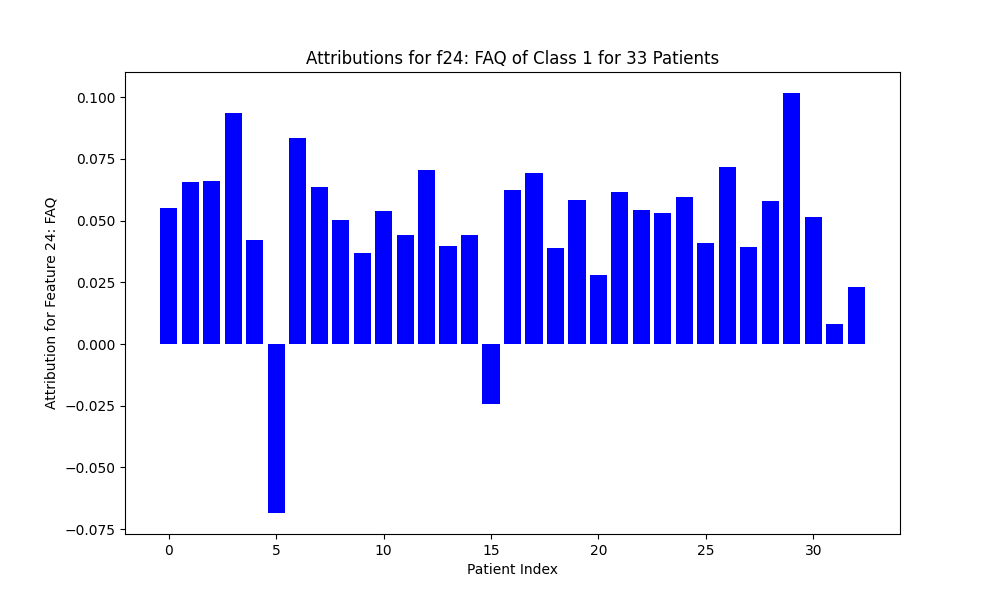 Attributions for f24: FAQ of Class 1 for 33 Patients
Attribution for Feature 24: FAQ
0.100
0.075
0.050
0.025
0.000
−0.025
−0.050
−0.075
0 5 10 15 20 25 30
Patient Index